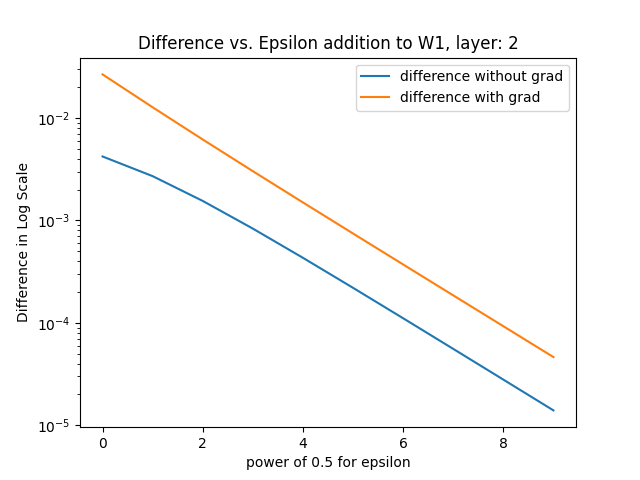 Difference vs. Epsilon addition to W1, layer: 2
difference without grad
difference with grad
Difference in Log Scale
10⁻²
10⁻³
10⁻⁴
10⁻⁵
0 2 4 6 8
power of 0.5 for epsilon